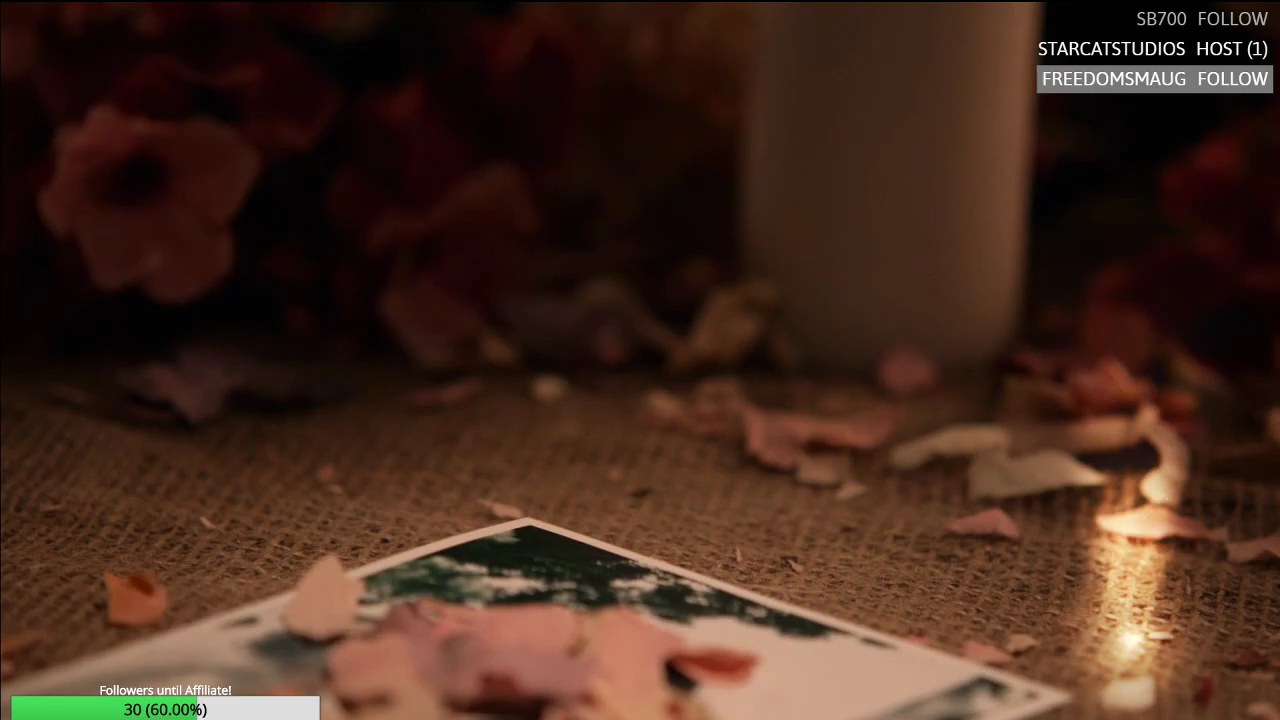 SB700 FOLLOW
STARCATSTUDIOS HOST (1)
FREEDOMSMAUG FOLLOW
Followers until Affiliate!
30 (60.00%)